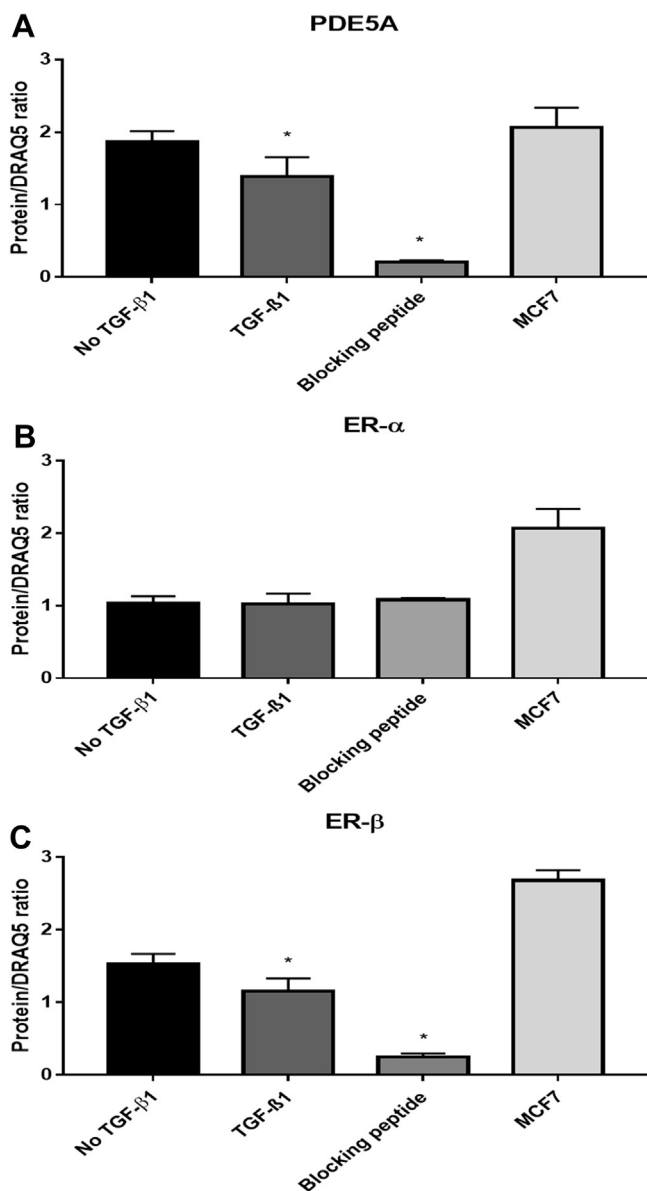 A
PDE5A
Protein/DRAQ5 ratio
3
2
1
0
*
*
No TGF-β1
TGF-ß1
Blocking peptide
MCF7
B
ER-α
Protein/DRAQ5 ratio
3
2
1
0
No TGF-β1
TGF-ß1
Blocking peptide
MCF7
C
ER-β
Protein/DRAQ5 ratio
3
2
1
0
*
*
No TGF-β1
TGF-ß1
Blocking peptide
MCF7